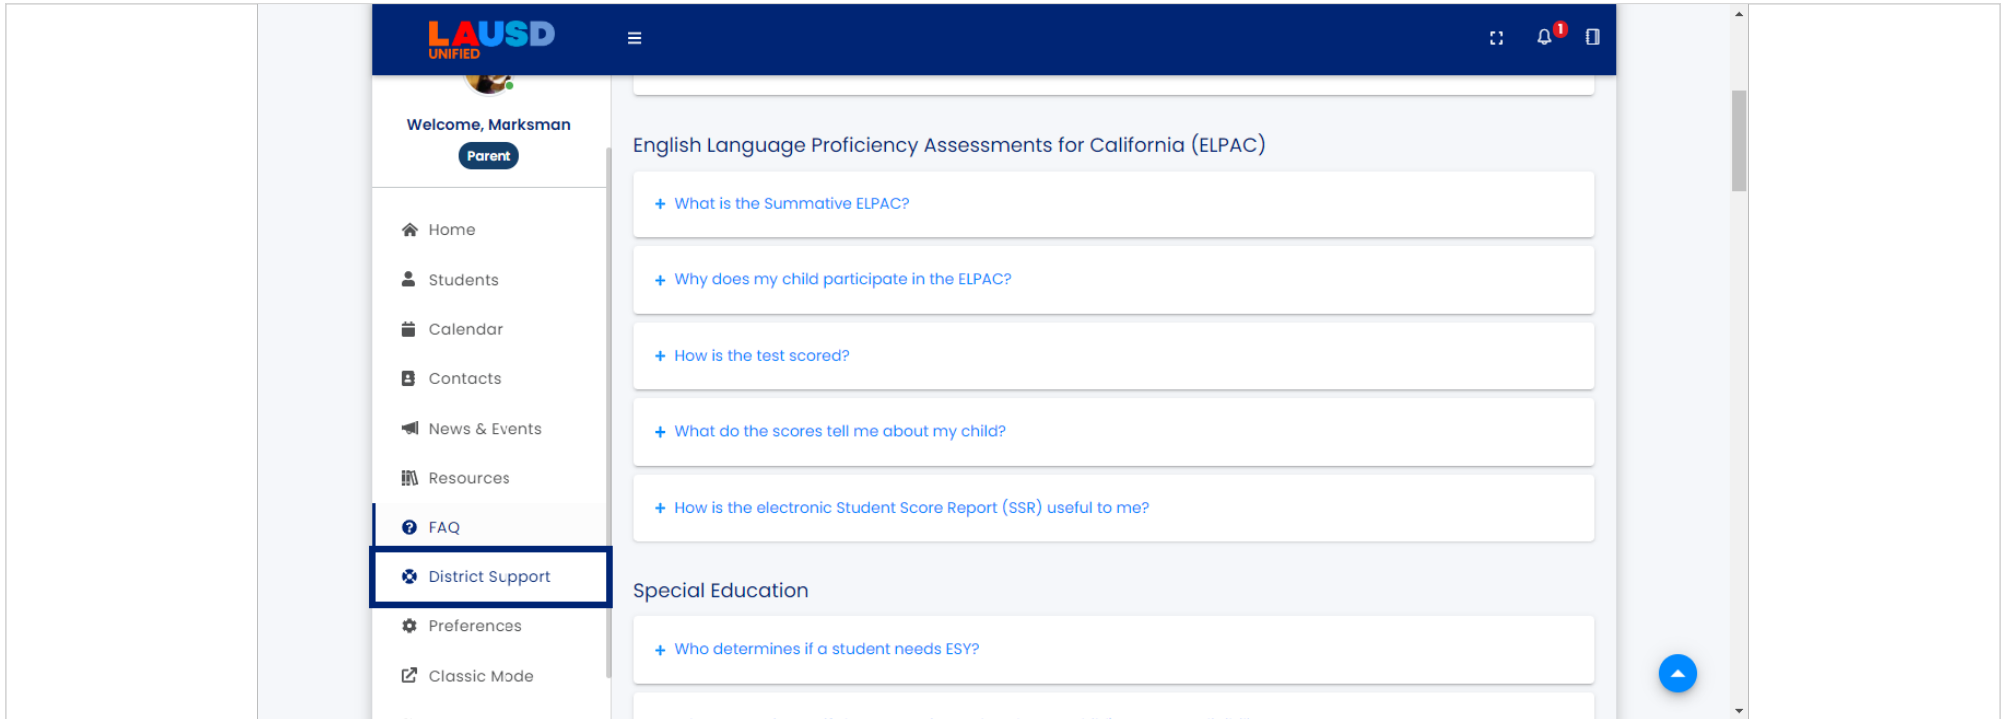 LAUSD
UNIFIED
1
Welcome, Marksman
Parent
Home
Students
Calendar
Contacts
News & Events
Resources
FAQ
District Support
Preferences
Classic Mode
English Language Proficiency Assessments for California (ELPAC)
+ What is the Summative ELPAC?
+ Why does my child participate in the ELPAC?
+ How is the test scored?
+ What do the scores tell me about my child?
+ How is the electronic Student Score Report (SSR) useful to me?
Special Education
+ Who determines if a student needs ESY?